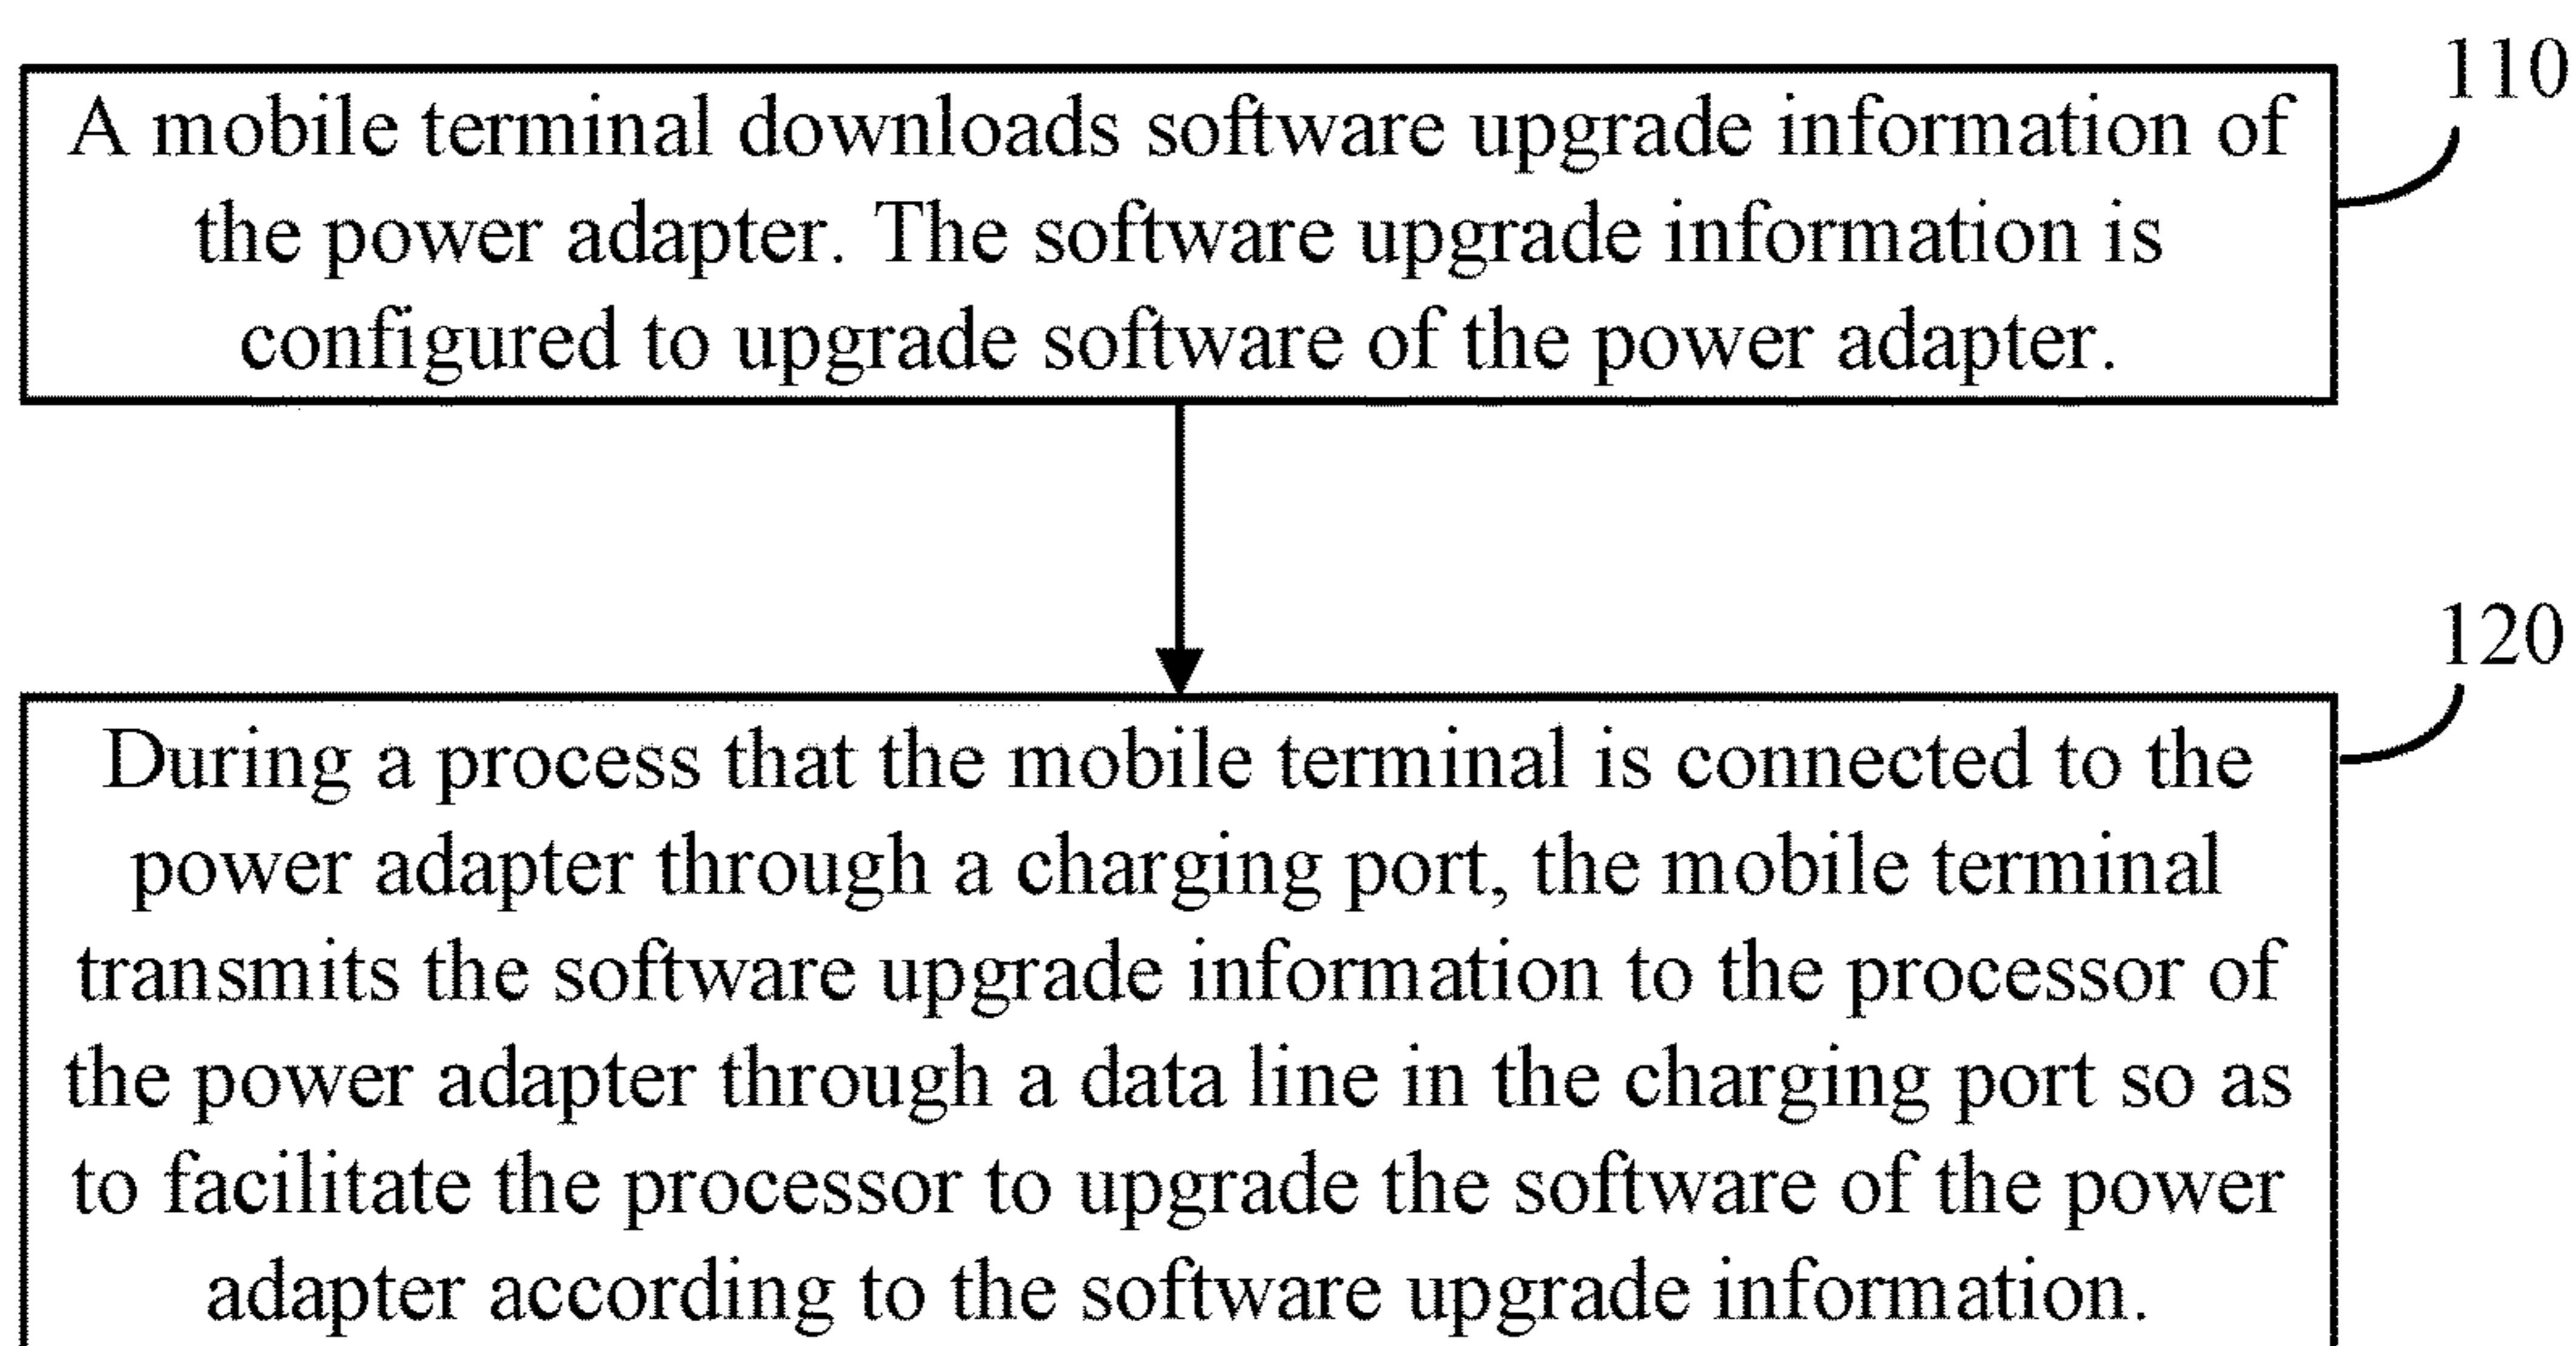 110
A mobile terminal downloads software upgrade information of
the power adapter. The software upgrade information is
configured to upgrade software of the power adapter.
120
During a process that the mobile terminal is connected to the
power adapter through a charging port, the mobile terminal
transmits the software upgrade information to the processor of
the power adapter through a data line in the charging port so as
to facilitate the processor to upgrade the software of the power
adapter according to the software upgrade information.